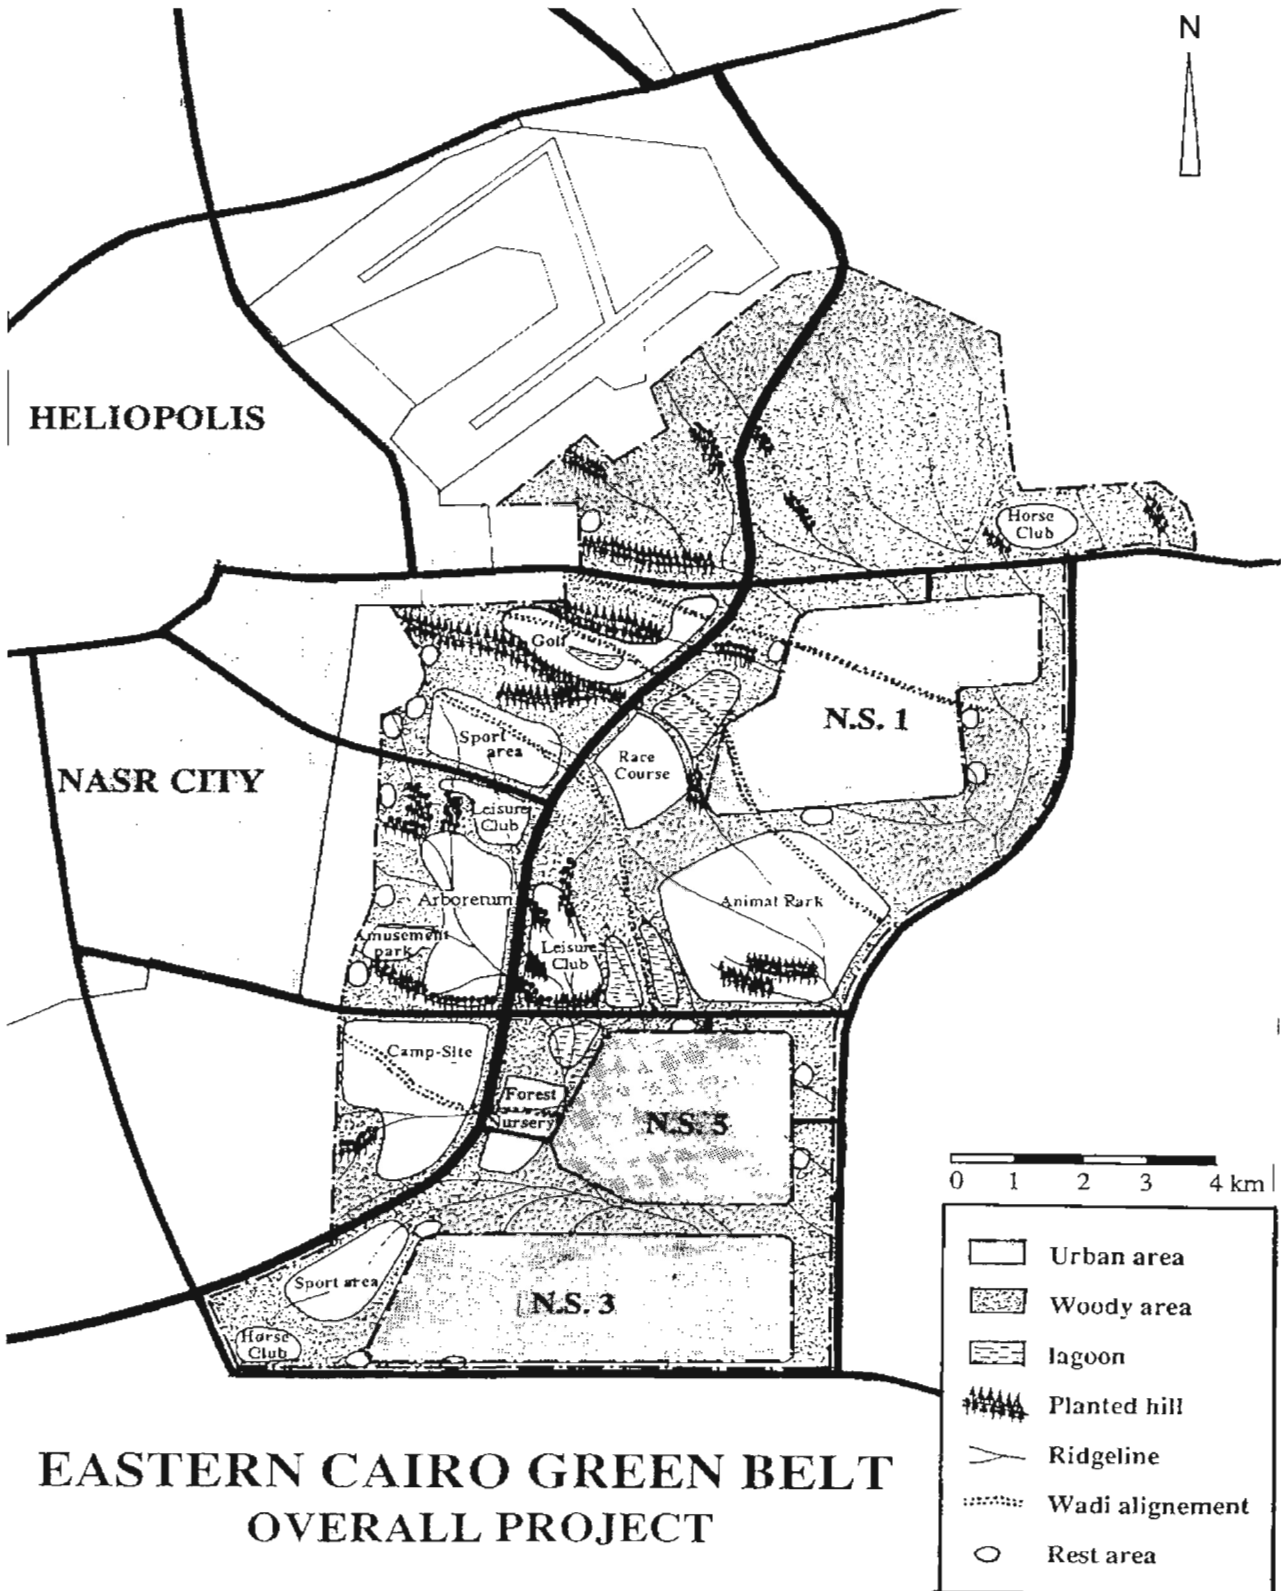 N
HELIOPOLIS
Horse
Club
Golf
N.S. 1
Sport
area
Race
Course
NASR CITY
Leisure
Club
Arboretum
Animal Park
Amusement
park
Leisure
Club
Camp-Site
Forest
ursery
N.S. 5
0 1 2 3 4 km
Sport area
N.S. 3
Horse
Club
Urban area
Woody area
lagoon
Planted hill
Ridgeline
Wadi alignement
Rest area
EASTERN CAIRO GREEN BELT
OVERALL PROJECT